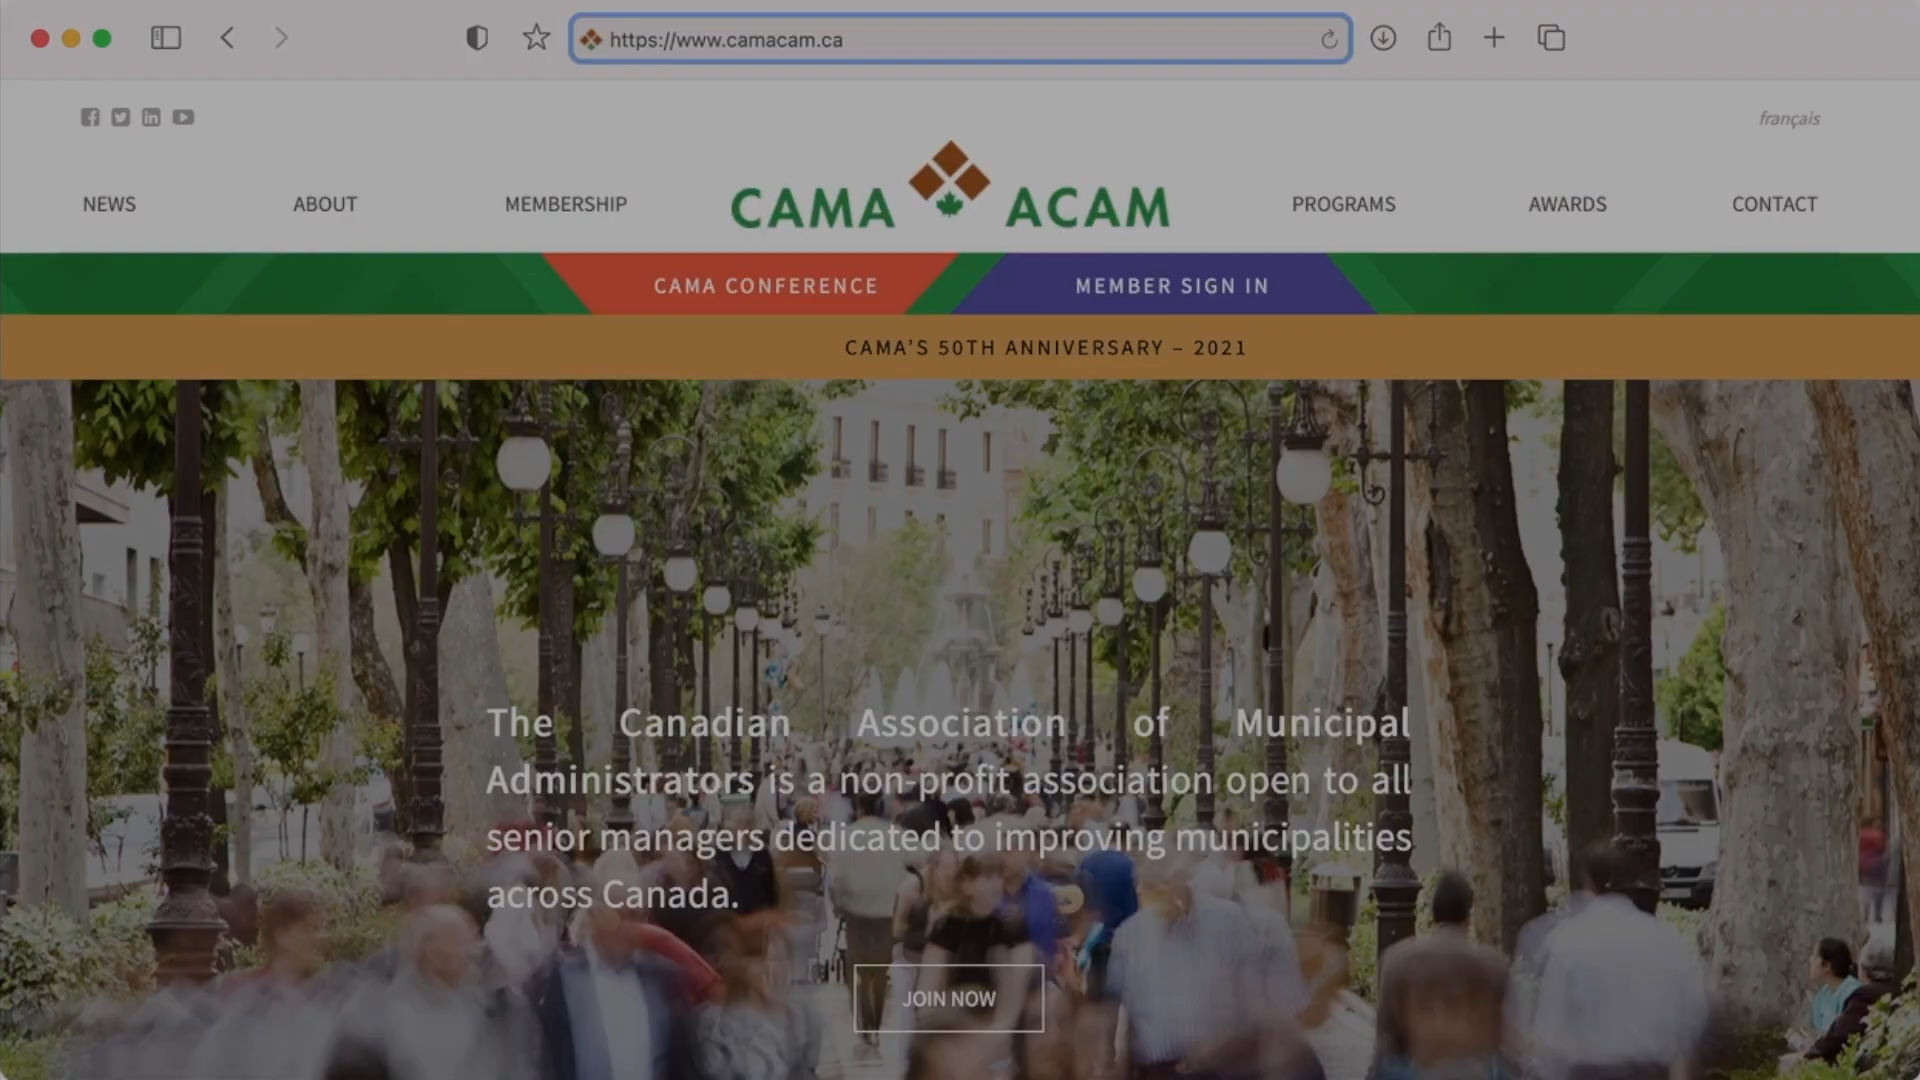 https://www.camacam.ca
français
NEWS
ABOUT
MEMBERSHIP
CAMA ACAM
PROGRAMS
AWARDS
CONTACT
CAMA CONFERENCE
MEMBER SIGN IN
CAMA'S 50TH ANNIVERSARY – 2021
The Canadian Association of Municipal
Administrators is a non-profit association open to all
senior managers dedicated to improving municipalities
across Canada.
JOIN NOW